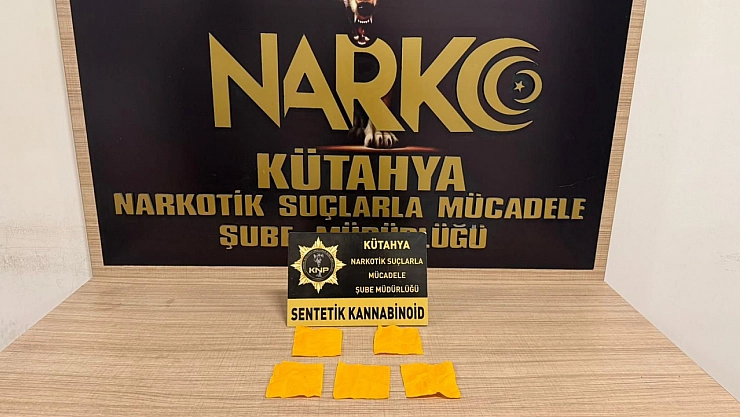 NARKO
KÜTAHYA
NARKOTİK SUÇLARLA MÜCADELE
ŞUBE MÜDÜRLÜĞÜ
KÜTAHYA
NARKOTİK SUÇLARLA
MÜCADELE
ŞUBE MÜDÜRLÜĞÜ
KNP
SENTETİK KANNABİNOİD